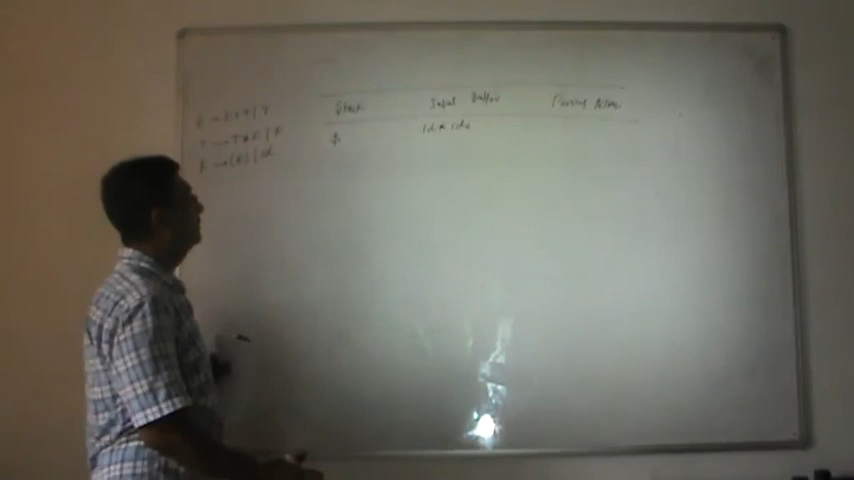 Stack Input Buffer Parsing Action
E → E + T | T
$ id * id $
T → T * F | F
F → (E) | id